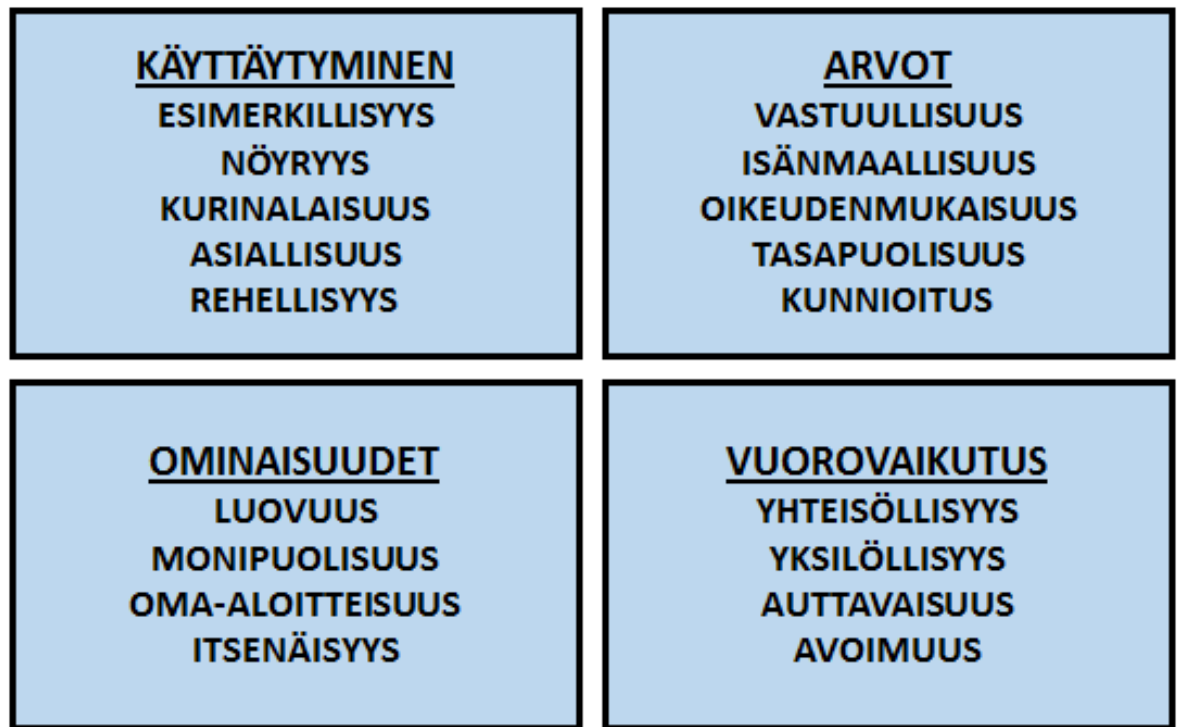 KÄYTTÄYTYMINEN
ESIMERKILLISYYS
NÖYRYYS
KURINALAISUUS
ASIALLISUUS
REHELLISYYS
ARVOT
VASTUULLISUUS
ISÄNMAALLISUUS
OIKEUDENMUKAISUUS
TASAPUOLISUUS
KUNNIOITUS
OMINAISUUDET
LUOVUUS
MONIPUOLISUUS
OMA-ALOITTEISUUS
ITSENÄISYYS
VUOROVAIKUTUS
YHTEISÖLLISYYS
YKSILÖLLISYYS
AUTTAVAISUUS
AVOIMUUS